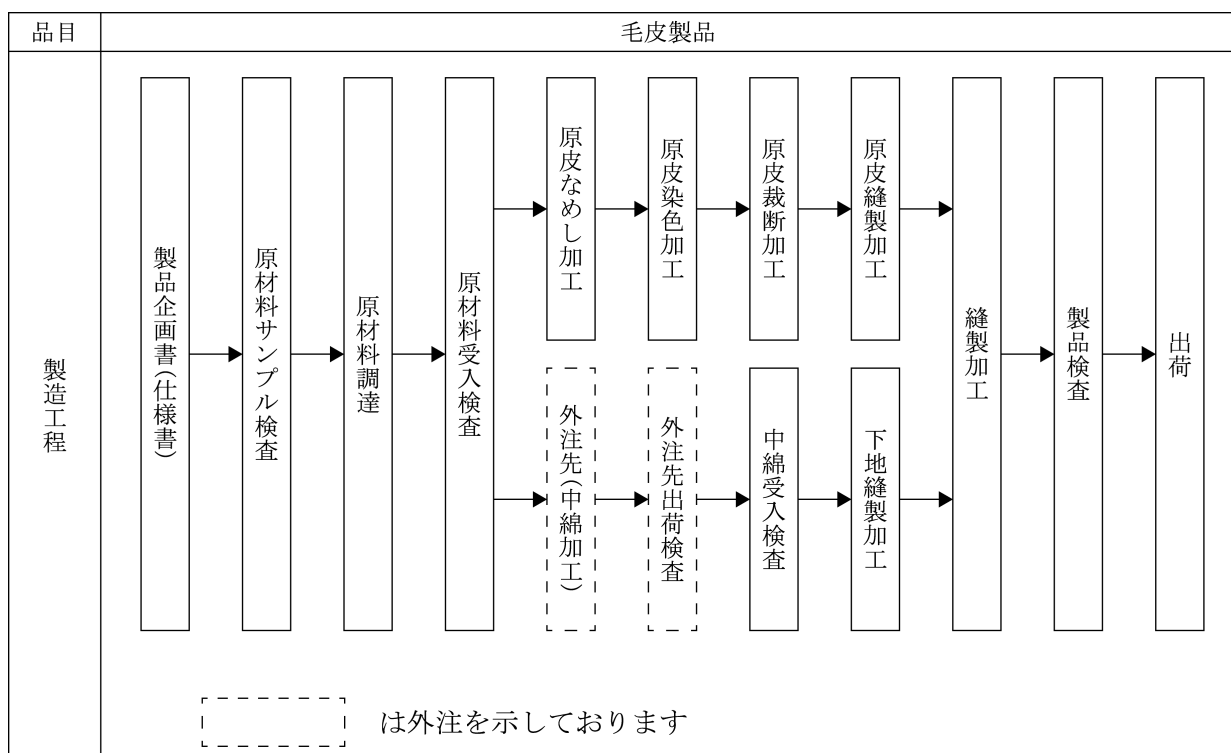 品目
毛皮製品
製造工程
製品企画書(仕様書)
原材料サンプル検査
原材料調達
原材料受入検査
原皮なめし加工
原皮染色加工
原皮裁断加工
原皮縫製加工
外注先(中綿加工)
外注先出荷検査
中綿受入検査
下地縫製加工
縫製加工
製品検査
出荷
は外注を示しております